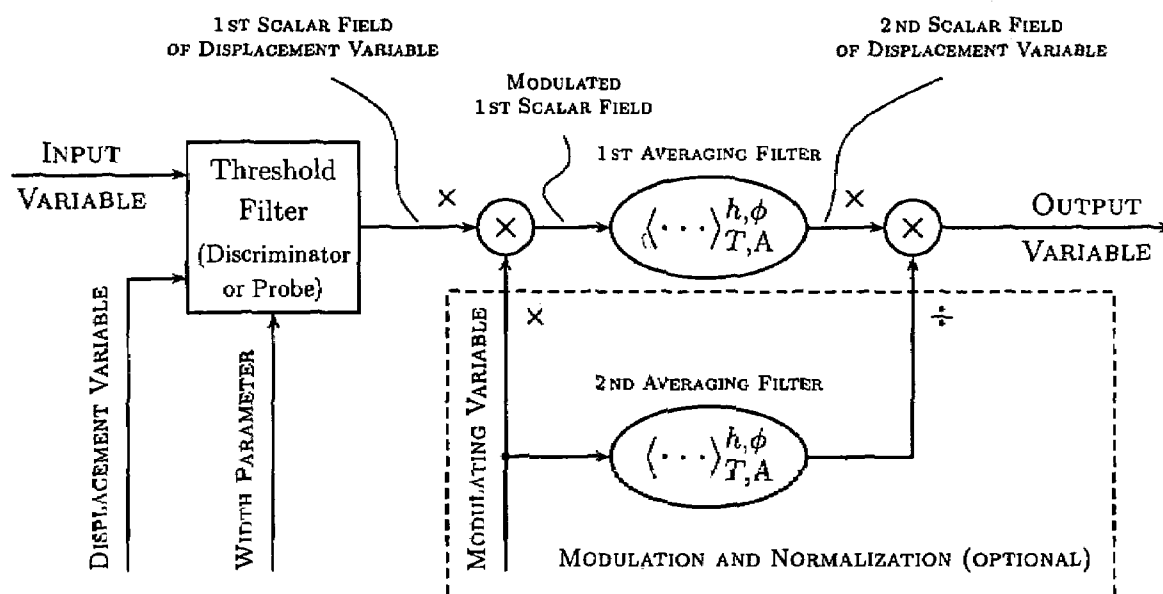 1ST SCALAR FIELD
OF DISPLACEMENT VARIABLE
2ND SCALAR FIELD
OF DISPLACEMENT VARIABLE
MODULATED
1ST SCALAR FIELD
INPUT
VARIABLE
Threshold
Filter
(Discriminator
or Probe)
1ST AVERAGING FILTER
⟨···⟩ h,ϕ T,A
×
×
×
×
OUTPUT
VARIABLE
×
÷
DISPLACEMENT VARIABLE
WIDTH PARAMETER
MODULATING VARIABLE
2ND AVERAGING FILTER
⟨···⟩ h,ϕ T,A
MODULATION AND NORMALIZATION (OPTIONAL)